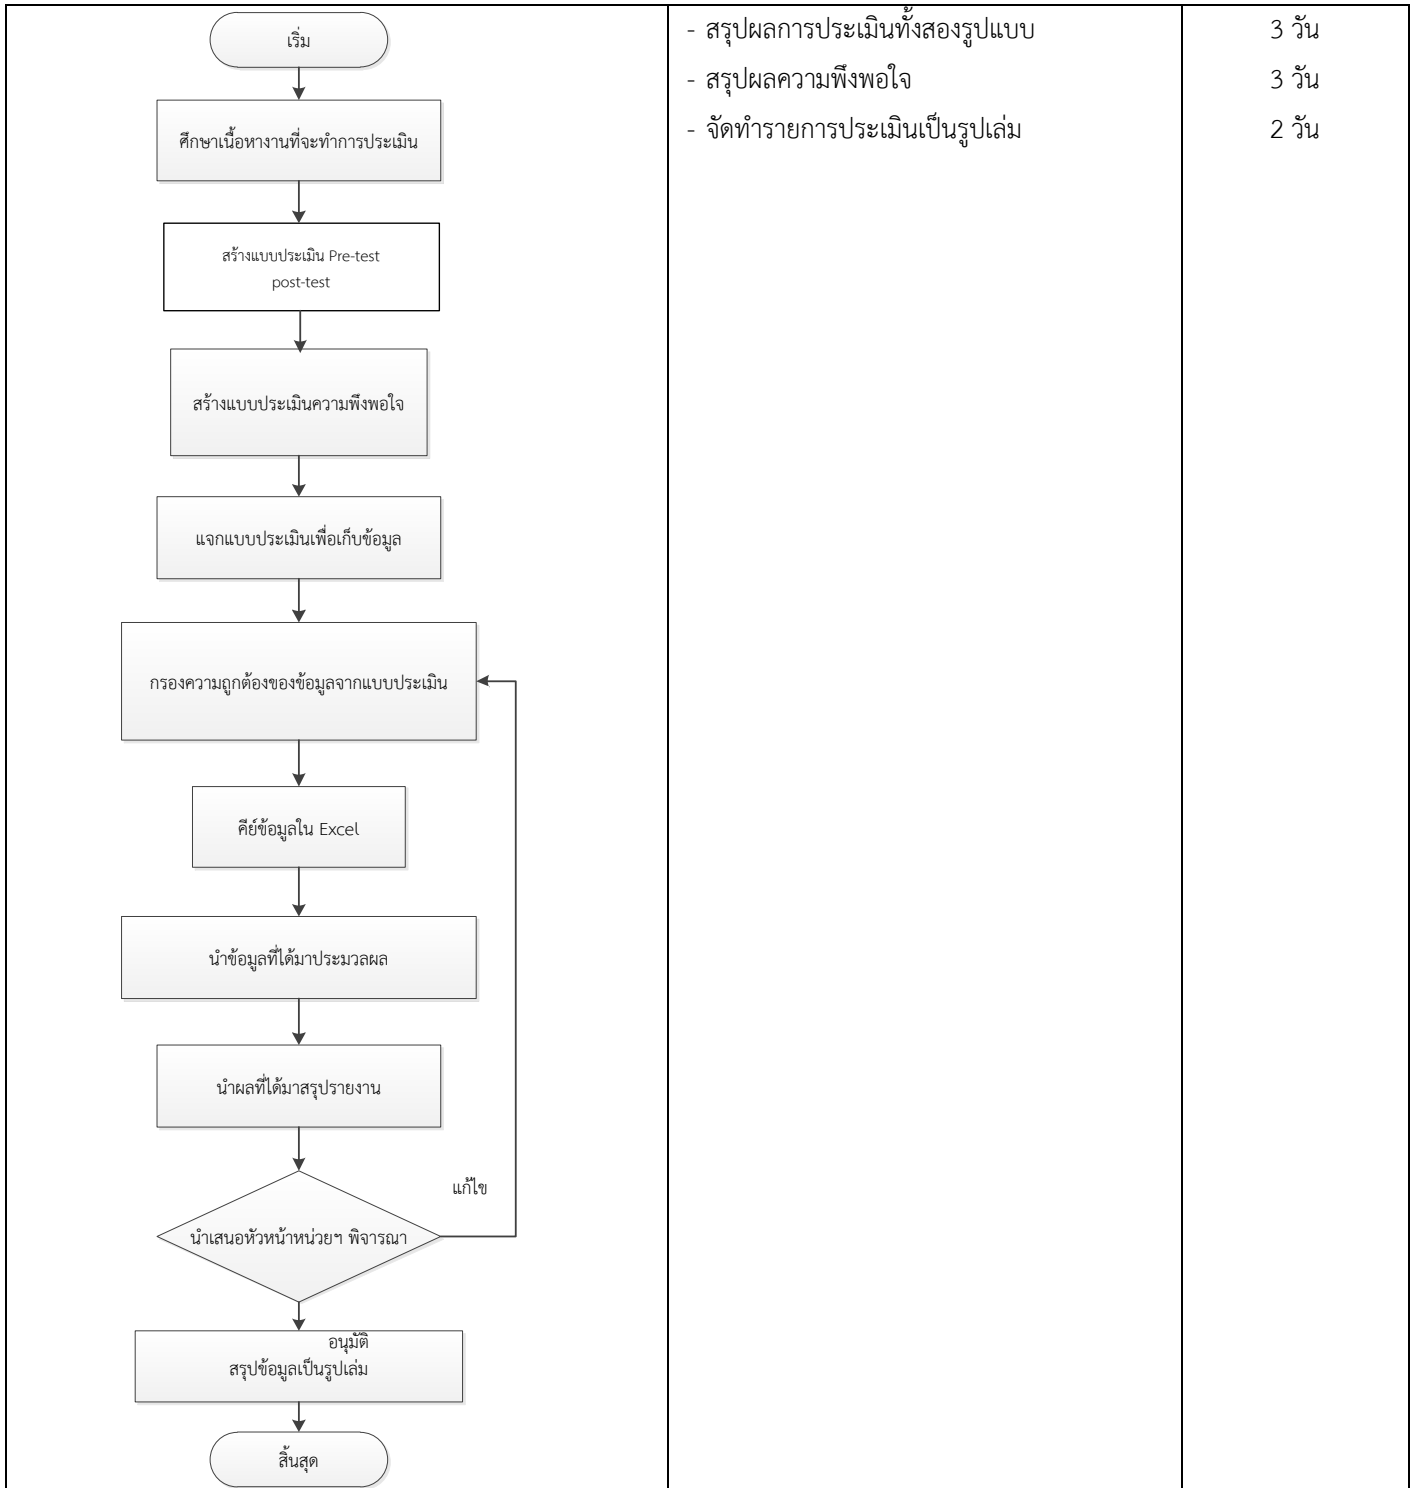 เริ่ม
ศึกษาเนื้อหางานที่จะทำการประเมิน
สร้างแบบประเมิน Pre-test
post-test
สร้างแบบประเมินความพึงพอใจ
แจกแบบประเมินเพื่อเก็บข้อมูล
กรองความถูกต้องของข้อมูลจากแบบประเมิน
คีย์ข้อมูลใน Excel
นำข้อมูลที่ได้มาประมวลผล
นำผลที่ได้มาสรุปรายงาน
แก้ไข
นำเสนอหัวหน้าหน่วยฯ พิจารณา
อนุมัติ
สรุปข้อมูลเป็นรูปเล่ม
สิ้นสุด
- สรุปผลการประเมินทั้งสองรูปแบบ
- สรุปผลความพึงพอใจ
- จัดทำรายการประเมินเป็นรูปเล่ม
3 วัน
3 วัน
2 วัน